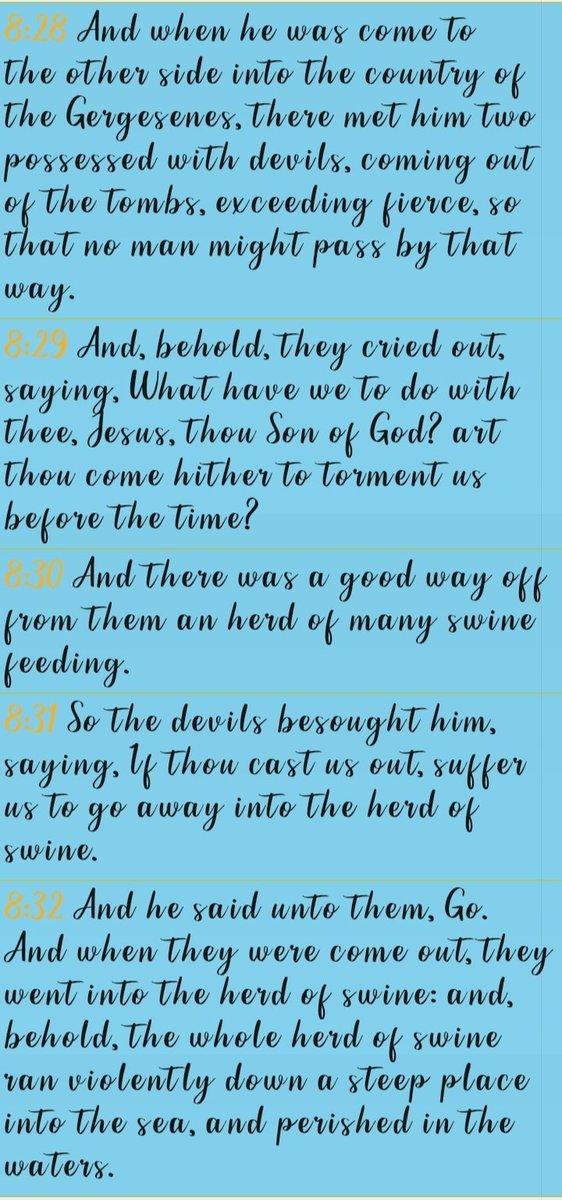 8:28 And when he was come to
the other side into the country of
the Gergesenes, there met him two
possessed with devils, coming out
of the tombs, exceeding fierce, so
that no man might pass by that
way.
8:29 And, behold, they cried out,
saying, What have we to do with
thee, Jesus, thou Son of God? art
thou come hither to torment us
before the time?
8:30 And there was a good way off
from them an herd of many swine
feeding.
8:31 So the devils besought him,
saying, If thou cast us out, suffer
us to go away into the herd of
swine.
8:32 And he said unto them, Go.
And when they were come out, they
went into the herd of swine: and,
behold, the whole herd of swine
ran violently down a steep place
into the sea, and perished in the
waters.